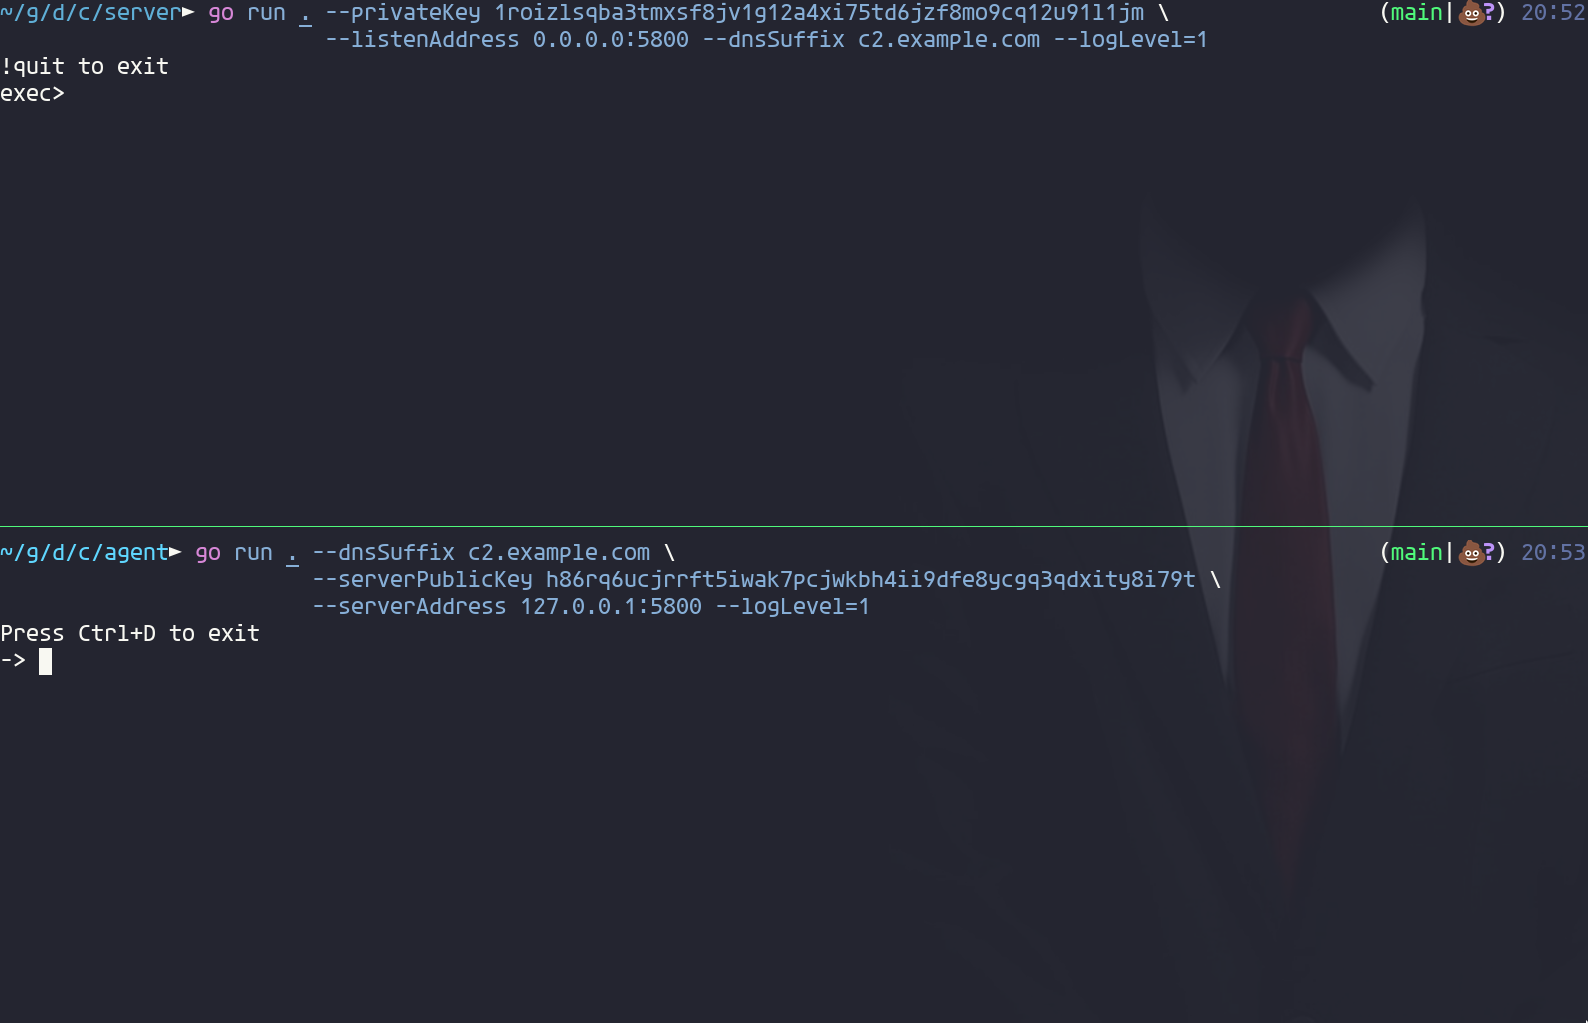 ~/g/d/c/server► go run . --privateKey 1roizlsqba3tmxsf8jv1g12a4xi75td6jzf8mo9cq12u91l1jm \ (main|💩?) 20:52
--listenAddress 0.0.0.0:5800 --dnsSuffix c2.example.com --logLevel=1
!quit to exit
exec>
~/g/d/c/agent► go run . --dnsSuffix c2.example.com \ (main|💩?) 20:53
--serverPublicKey h86rq6ucjrrft5iwak7pcjwkbh4ii9dfe8ycgq3qdxity8i79t \
--serverAddress 127.0.0.1:5800 --logLevel=1
Press Ctrl+D to exit
->